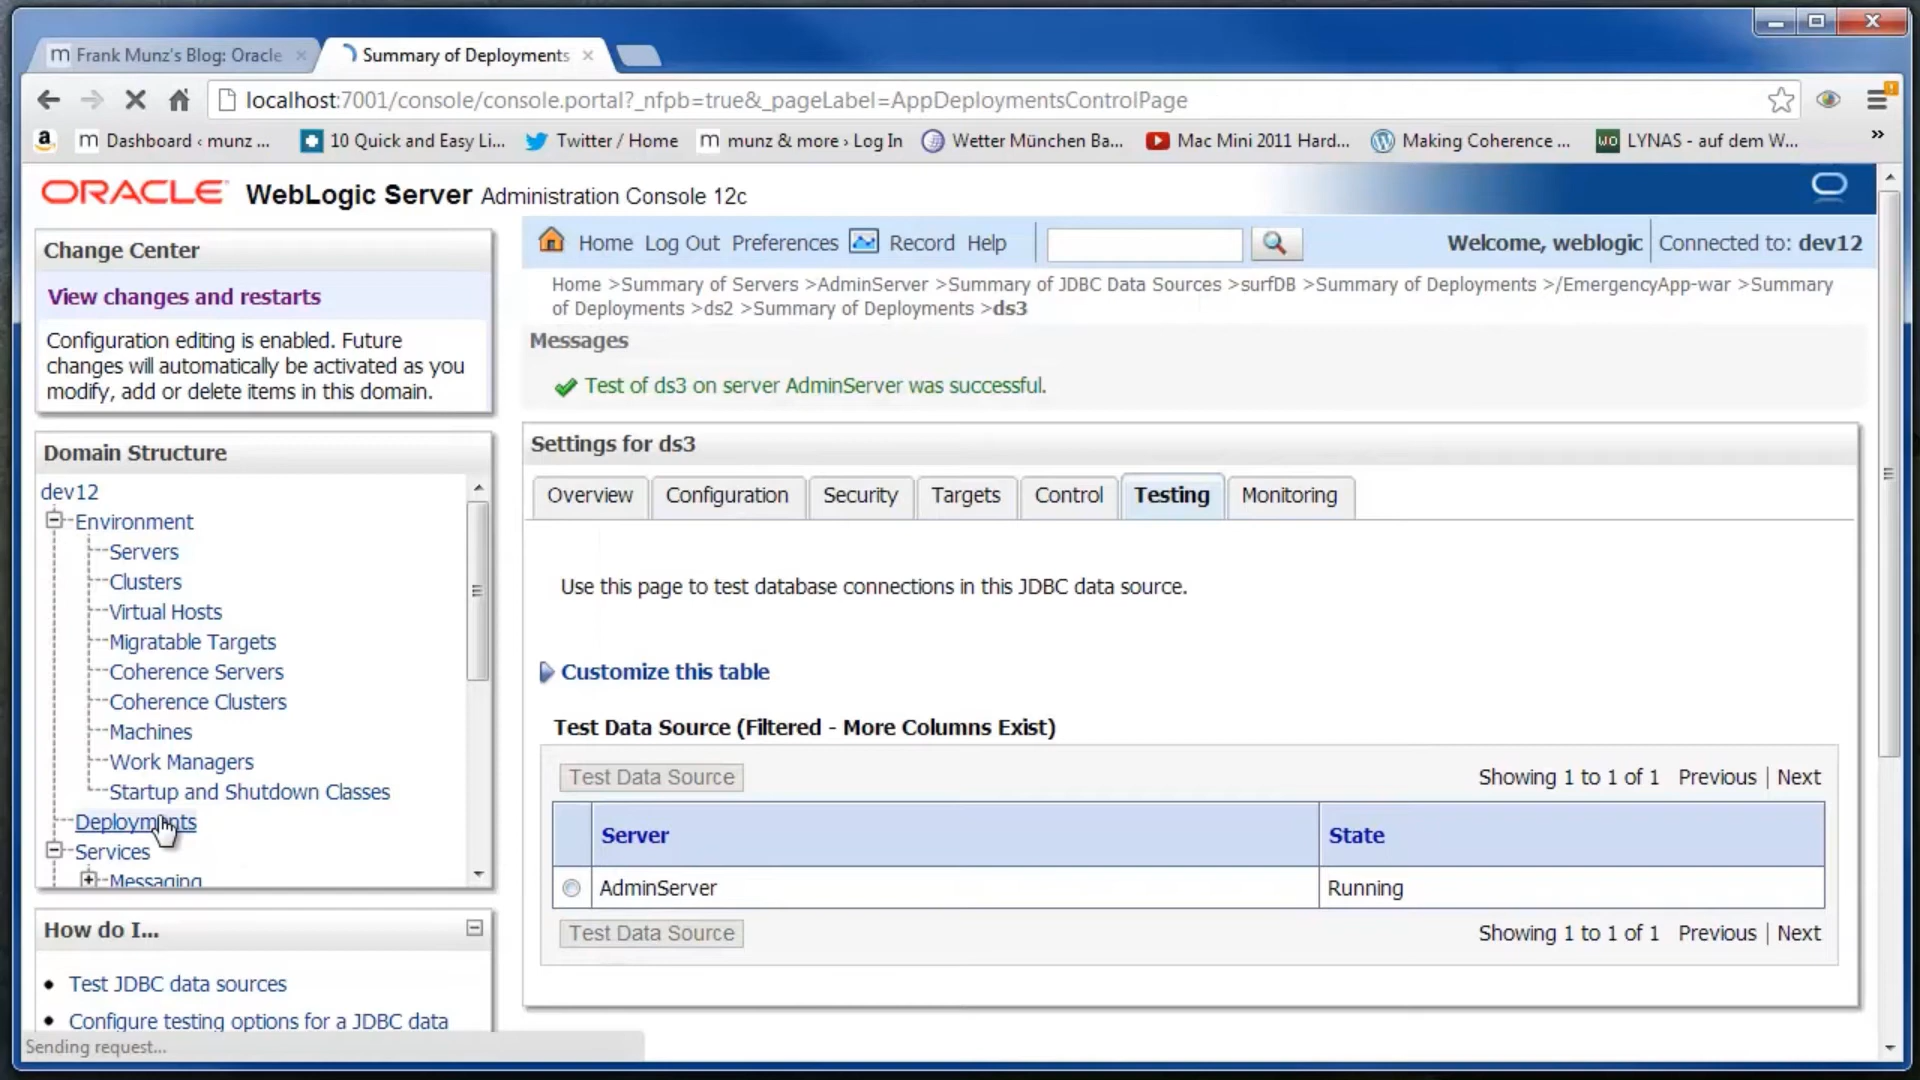 m Frank Munz's Blog: Oracle
Summary of Deployments
localhost:7001/console/console.portal?_nfpb=true&_pageLabel=AppDeploymentsControlPage
a m Dashboard ‹ munz ... 10 Quick and Easy Li... Twitter / Home m munz & more › Log In Wetter München Ba... Mac Mini 2011 Hard... Making Coherence ... wo LYNAS - auf dem W... »
ORACLE WebLogic Server Administration Console 12c
Change Center
View changes and restarts
Configuration editing is enabled. Future
changes will automatically be activated as you
modify, add or delete items in this domain.
Domain Structure
dev12
Environment
Servers
Clusters
Virtual Hosts
Migratable Targets
Coherence Servers
Coherence Clusters
Machines
Work Managers
Startup and Shutdown Classes
Deployments
Services
Messaging
How do I...
• Test JDBC data sources
• Configure testing options for a JDBC data
Sending request...
Home Log Out Preferences Record Help
Welcome, weblogic Connected to: dev12
Home >Summary of Servers >AdminServer >Summary of JDBC Data Sources >surfDB >Summary of Deployments >/EmergencyApp-war >Summary
of Deployments >ds2 >Summary of Deployments >ds3
Messages
Test of ds3 on server AdminServer was successful.
Settings for ds3
Overview Configuration Security Targets Control Testing Monitoring
Use this page to test database connections in this JDBC data source.
Customize this table
Test Data Source (Filtered - More Columns Exist)
Test Data Source Showing 1 to 1 of 1 Previous | Next
Server State
AdminServer Running
Test Data Source Showing 1 to 1 of 1 Previous | Next